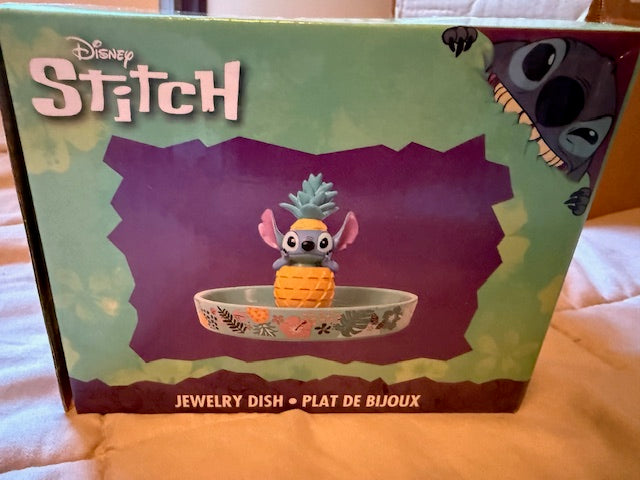 Disney
Stitch
JEWELRY DISH • PLAT DE BIJOUX